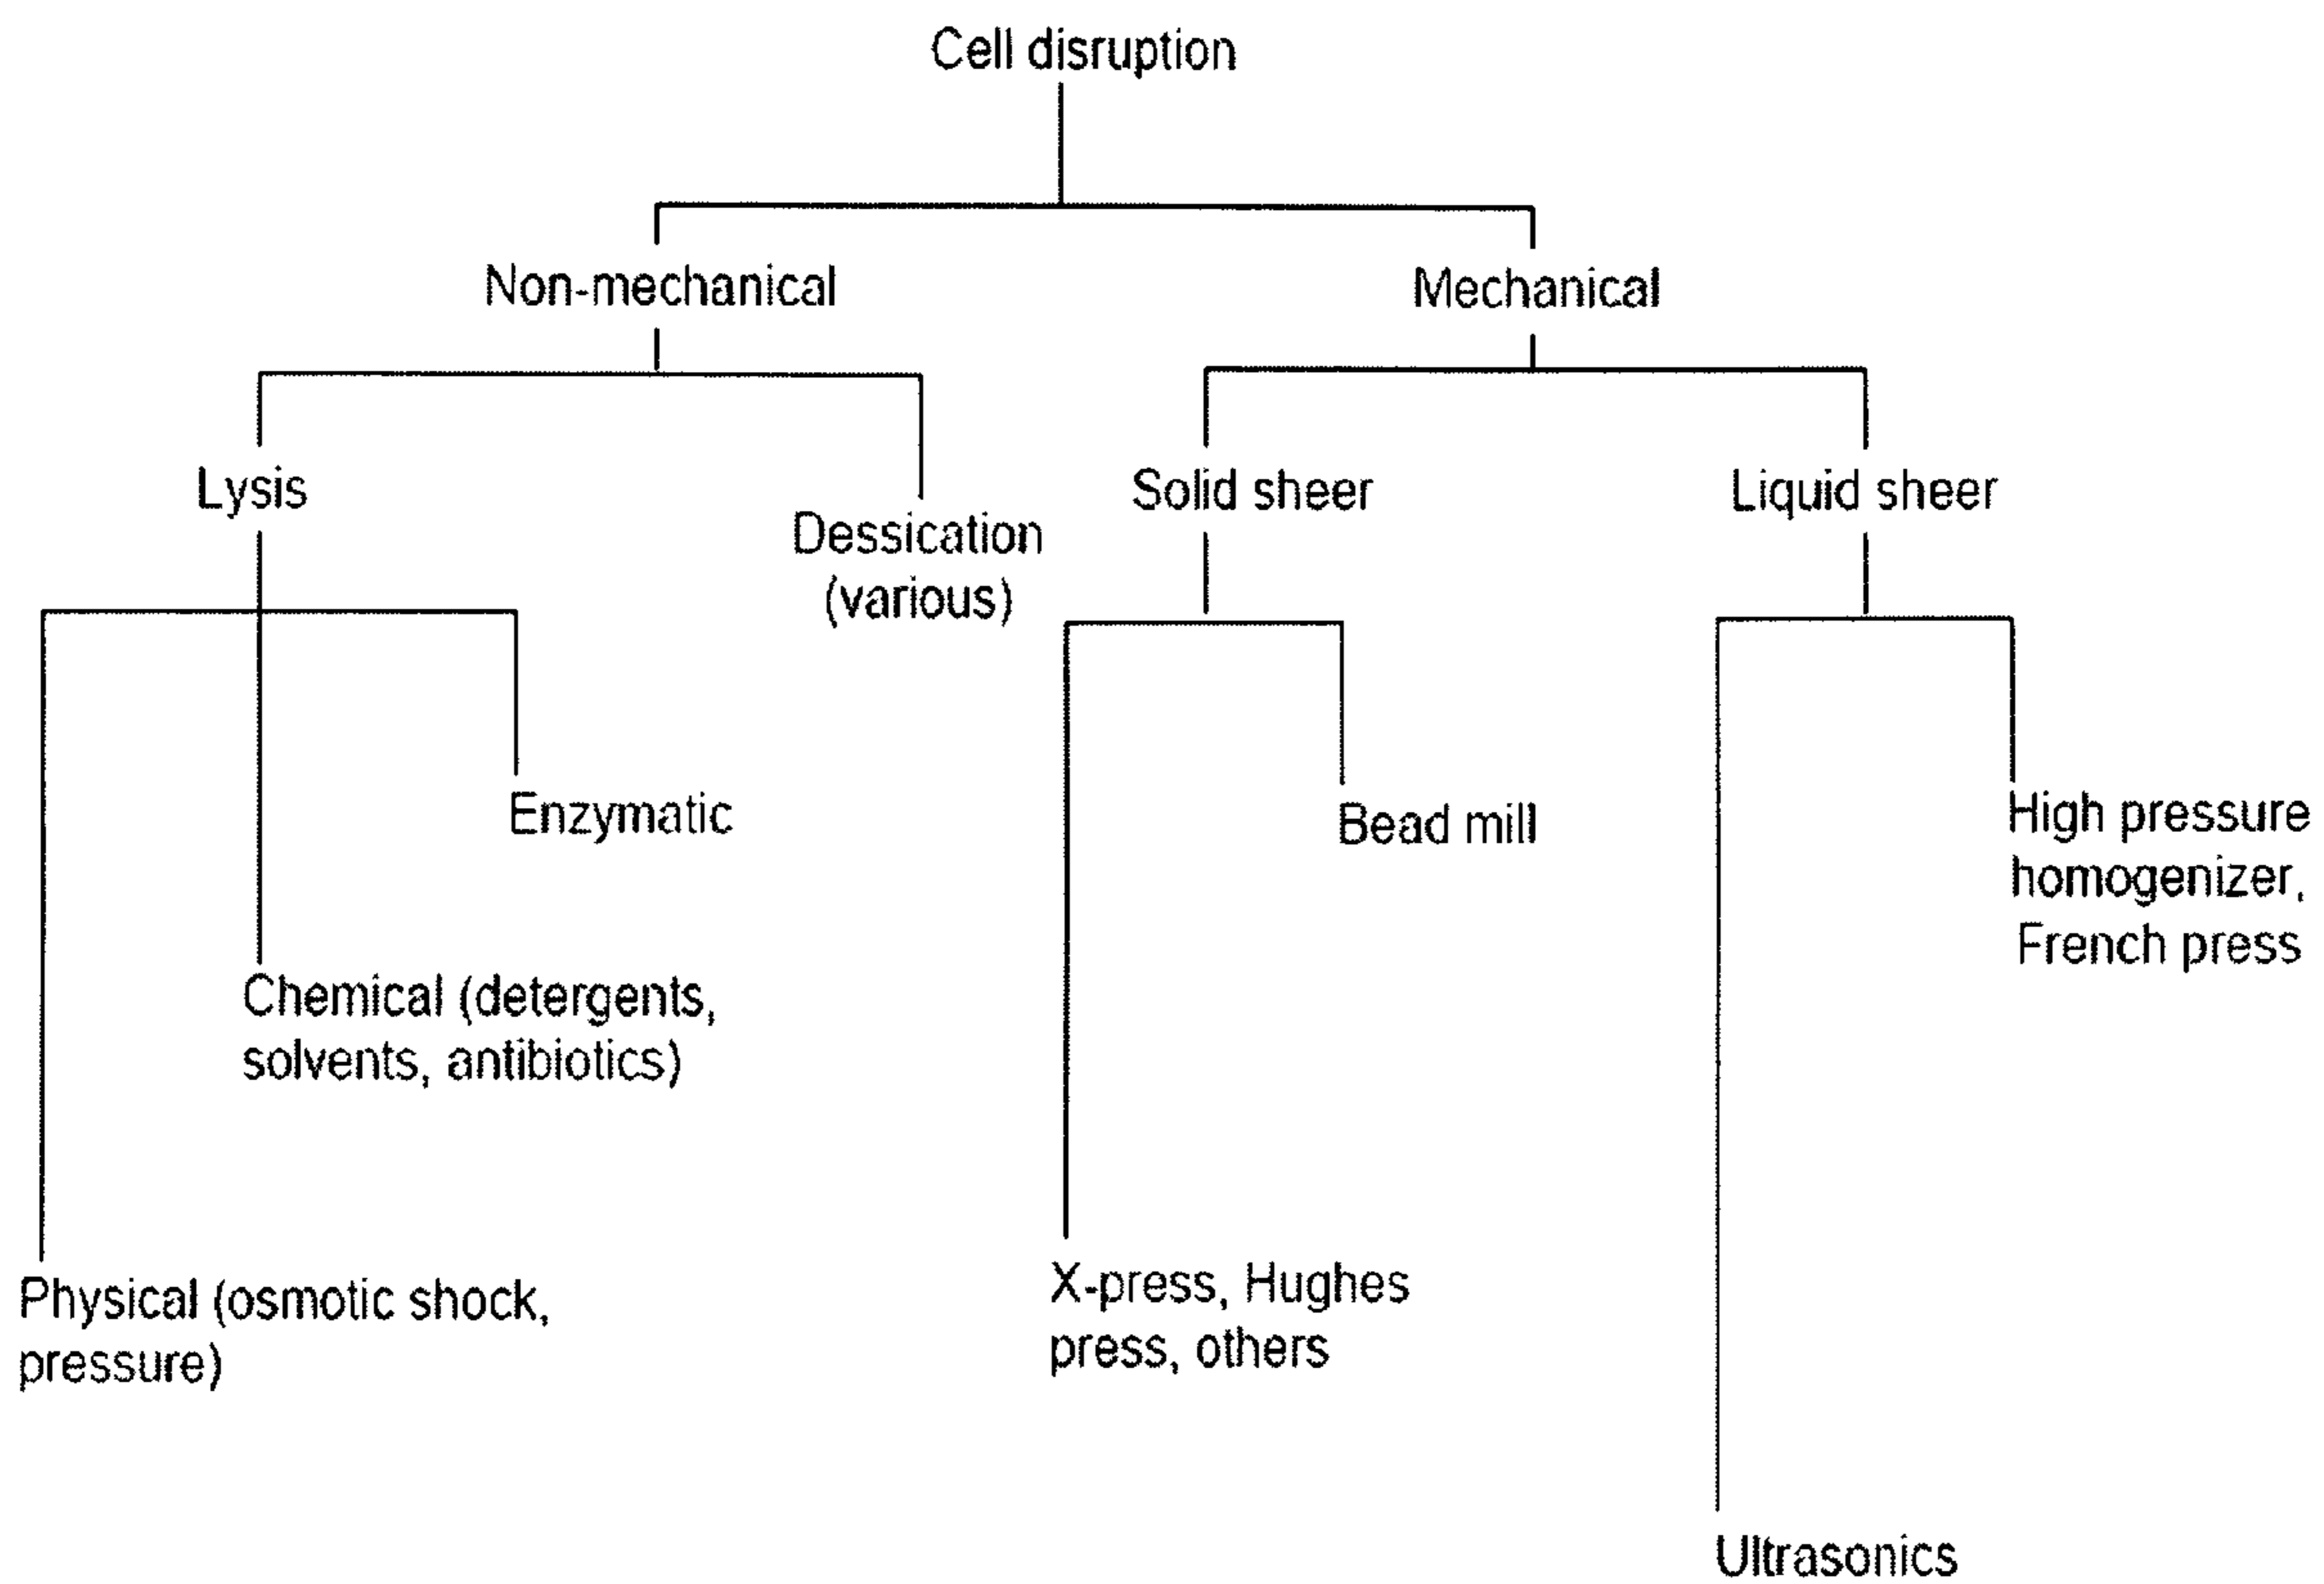 Cell disruption
Non-mechanical
Mechanical
Lysis
Dessication
(various)
Solid sheer
Liquid sheer
Enzymatic
Bead mill
High pressure
homogenizer,
French press
Chemical (detergents,
solvents, antibiotics)
Physical (osmotic shock,
pressure)
X-press, Hughes
press, others
Ultrasonics